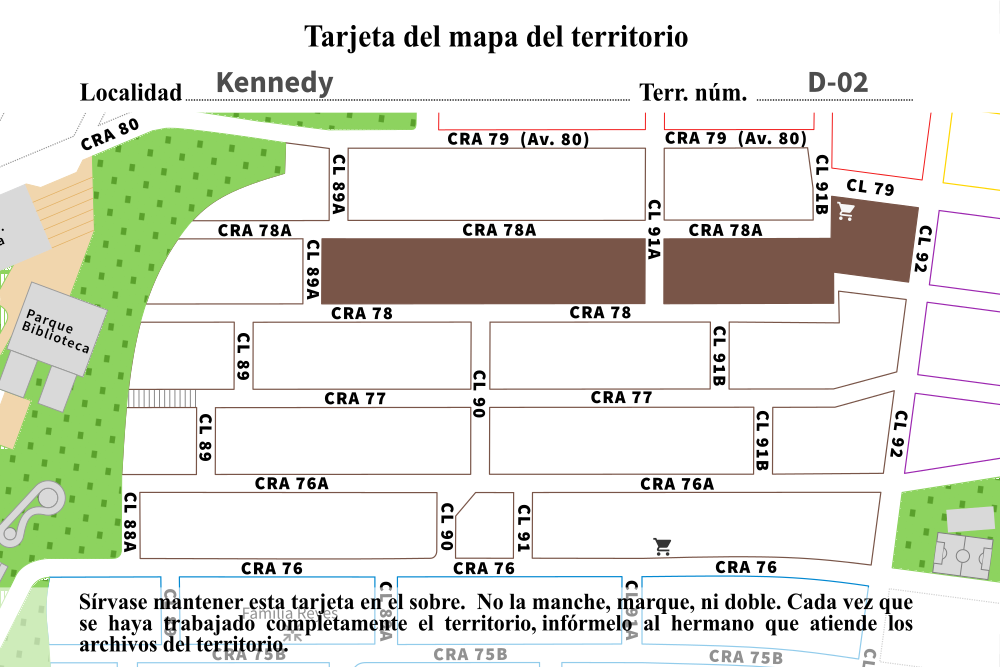 Tarjeta del mapa del territorio
Localidad Kennedy Terr. núm. D-02
CRA 80
CRA 79 (Av. 80)
CRA 79 (Av. 80)
CL 89A
CL 91B
CL 79
CL 91A
CRA 78A
CRA 78A
CRA 78A
CL 92
CL 89A
CRA 78
CRA 78
Parque
Biblioteca
CL 89
CL 91B
CL 90
CRA 77
CRA 77
CL 89
CL 91B
CL 92
CRA 76A
CRA 76A
CL 88A
CL 90
CL 91
CRA 76
CRA 76
CRA 76
Sírvase mantener esta tarjeta en el sobre. No la manche, marque, ni doble. Cada vez que
Familia Reyes
se haya trabajado completamente el territorio, infórmelo al hermano que atiende los
archivos del territorio.
CRA 75B
CRA 75B
CRA 75B